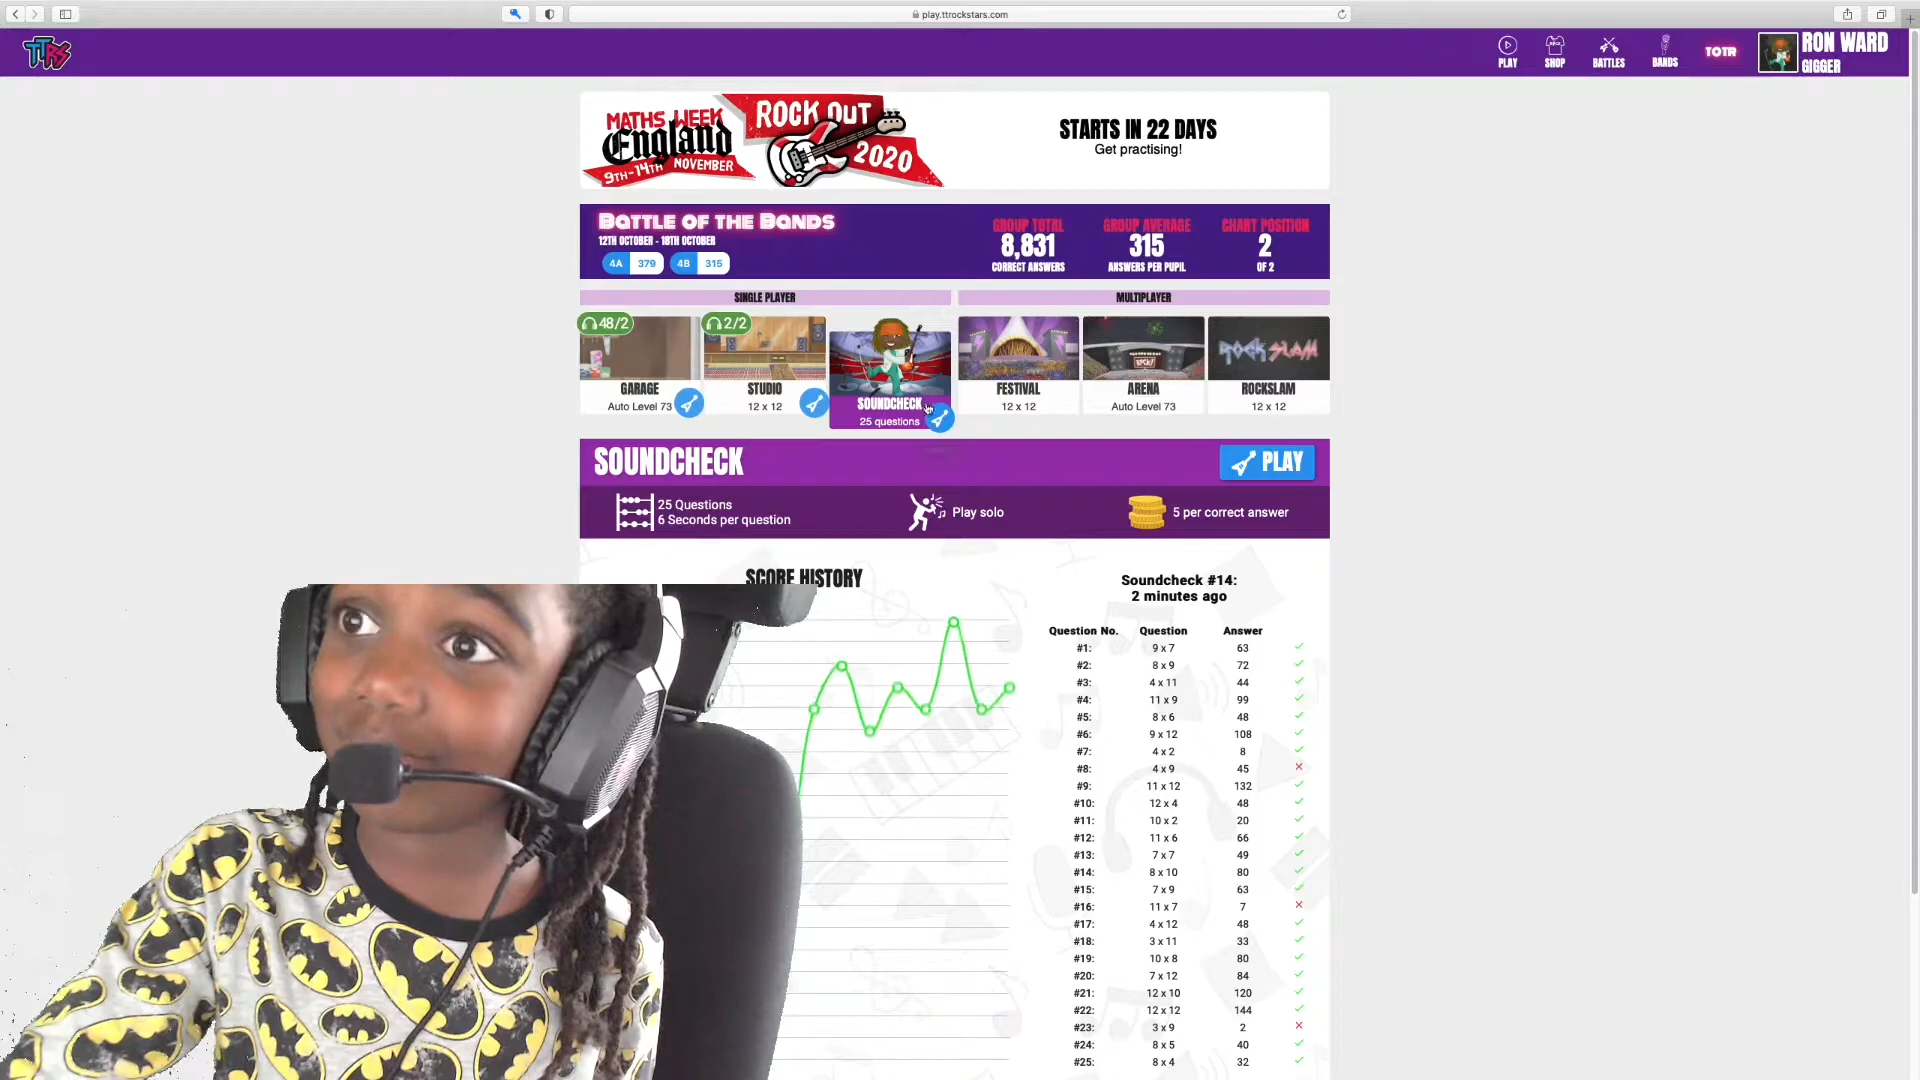 play.ttrockstars.com
TTRS
PLAY
SHOP
BATTLES
BANDS
TOTR
RON WARD
GIGGER
MATHS WEEK
England
9TH-14TH NOVEMBER
ROCK OUT
2020
STARTS IN 22 DAYS
Get practising!
BATTLE OF THE BANDS
12TH OCTOBER - 18TH OCTOBER
4A 379 4B 315
GROUP TOTAL
8,831
CORRECT ANSWERS
GROUP AVERAGE
315
ANSWERS PER PUPIL
CHART POSITION
2
OF 2
SINGLE PLAYER
MULTIPLAYER
48/2
GARAGE
Auto Level 73
2/2
STUDIO
12 x 12
SOUNDCHECK
25 questions
FESTIVAL
12 x 12
ROCK!
ARENA
Auto Level 73
ROCK SLAM
ROCKSLAM
12 x 12
SOUNDCHECK
PLAY
25 Questions
6 Seconds per question
Play solo
5 per correct answer
SCORE HISTORY
Soundcheck #14:
2 minutes ago
Question No. Question Answer
#1: 9 x 7 63 ✓
#2: 8 x 9 72 ✓
#3: 4 x 11 44 ✓
#4: 11 x 9 99 ✓
#5: 8 x 6 48 ✓
#6: 9 x 12 108 ✓
#7: 4 x 2 8 ✓
#8: 4 x 9 45 ×
#9: 11 x 12 132 ✓
#10: 12 x 4 48 ✓
#11: 10 x 2 20 ✓
#12: 11 x 6 66 ✓
#13: 7 x 7 49 ✓
#14: 8 x 10 80 ✓
#15: 7 x 9 63 ✓
#16: 11 x 7 7 ×
#17: 4 x 12 48 ✓
#18: 3 x 11 33 ✓
#19: 10 x 8 80 ✓
#20: 7 x 12 84 ✓
#21: 12 x 10 120 ✓
#22: 12 x 12 144 ✓
#23: 3 x 9 2 ×
#24: 8 x 5 40 ✓
#25: 8 x 4 32 ✓